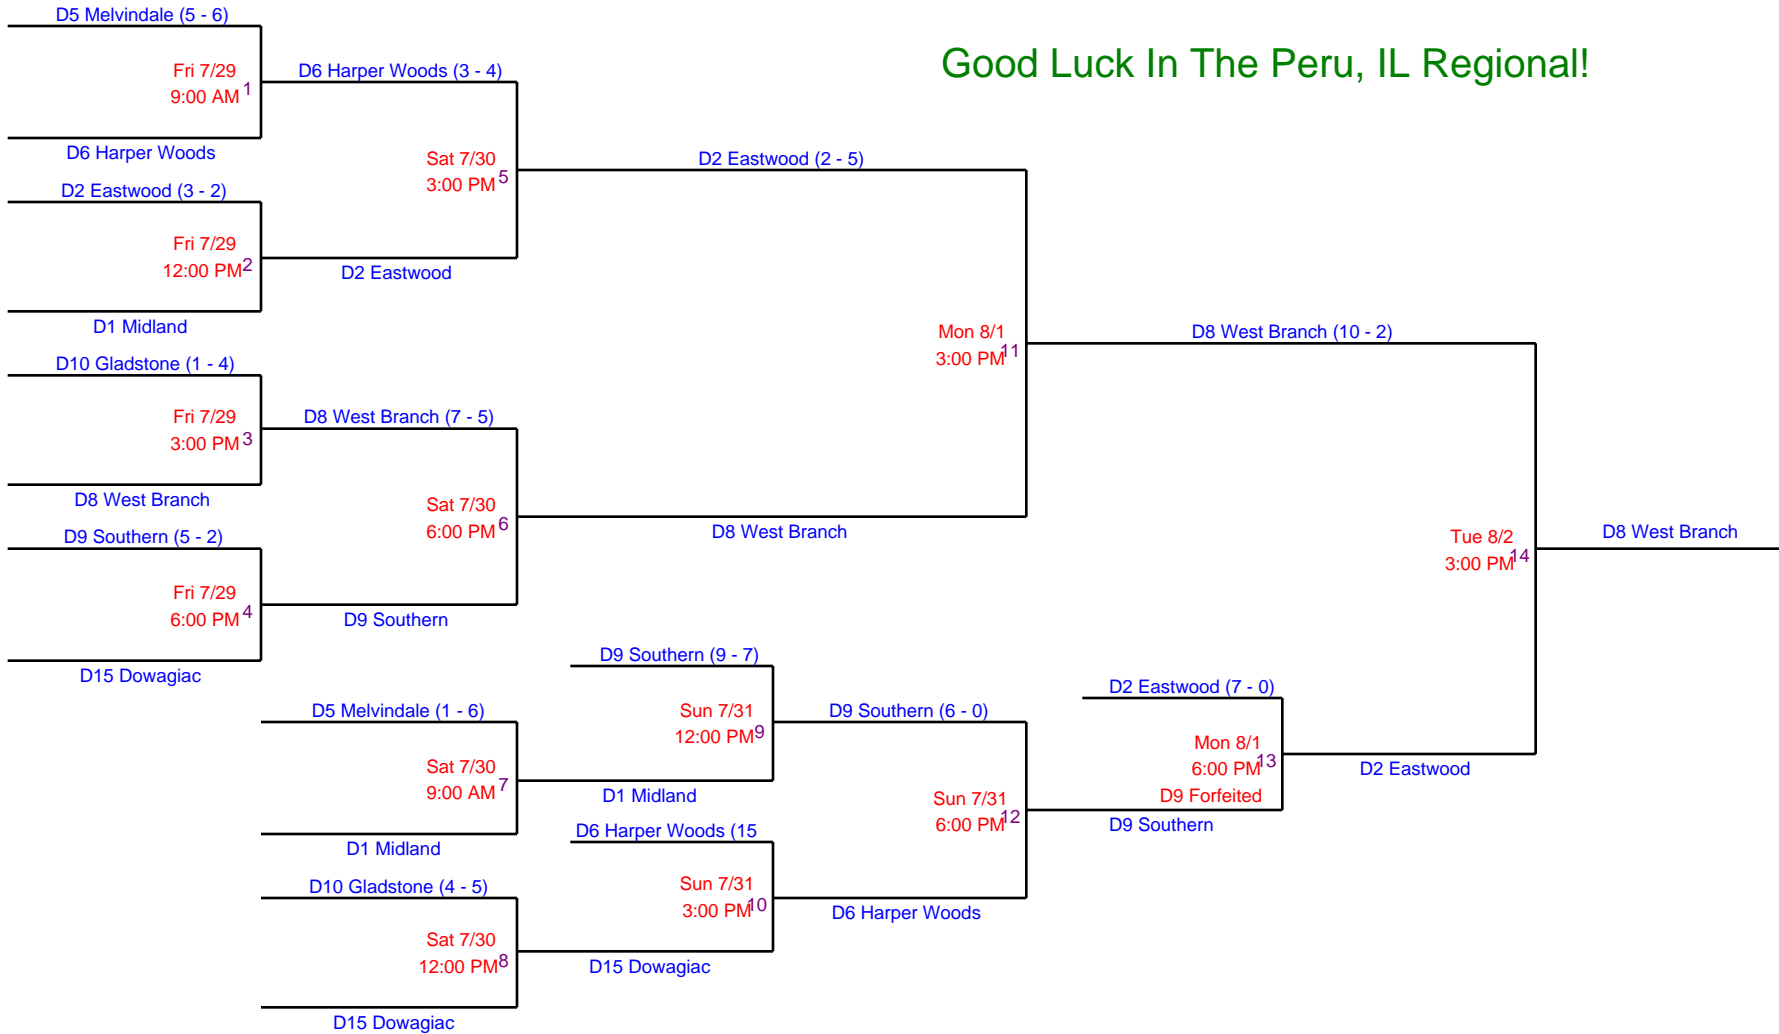 D5 Melvindale (5 - 6)
Good Luck In The Peru, IL Regional!
Fri 7/29
9:00 AM 1
D6 Harper Woods (3 - 4)
D6 Harper Woods
Sat 7/30
3:00 PM 5
D2 Eastwood (2 - 5)
D2 Eastwood (3 - 2)
Fri 7/29
12:00 PM 2
D2 Eastwood
D1 Midland
Mon 8/1
3:00 PM 11
D8 West Branch (10 - 2)
D10 Gladstone (1 - 4)
Fri 7/29
3:00 PM 3
D8 West Branch (7 - 5)
D8 West Branch
Sat 7/30
6:00 PM 6
D8 West Branch
D9 Southern (5 - 2)
Tue 8/2
3:00 PM 14
D8 West Branch
Fri 7/29
6:00 PM 4
D9 Southern
D15 Dowagiac
D9 Southern (9 - 7)
D2 Eastwood (7 - 0)
D5 Melvindale (1 - 6)
Sun 7/31
12:00 PM 9
D9 Southern (6 - 0)
Mon 8/1
6:00 PM 13
D9 Forfeited
D2 Eastwood
Sat 7/30
9:00 AM 7
D1 Midland
Sun 7/31
6:00 PM 12
D9 Southern
D6 Harper Woods (15
D1 Midland
D10 Gladstone (4 - 5)
Sun 7/31
3:00 PM 10
D6 Harper Woods
Sat 7/30
12:00 PM 8
D15 Dowagiac
D15 Dowagiac